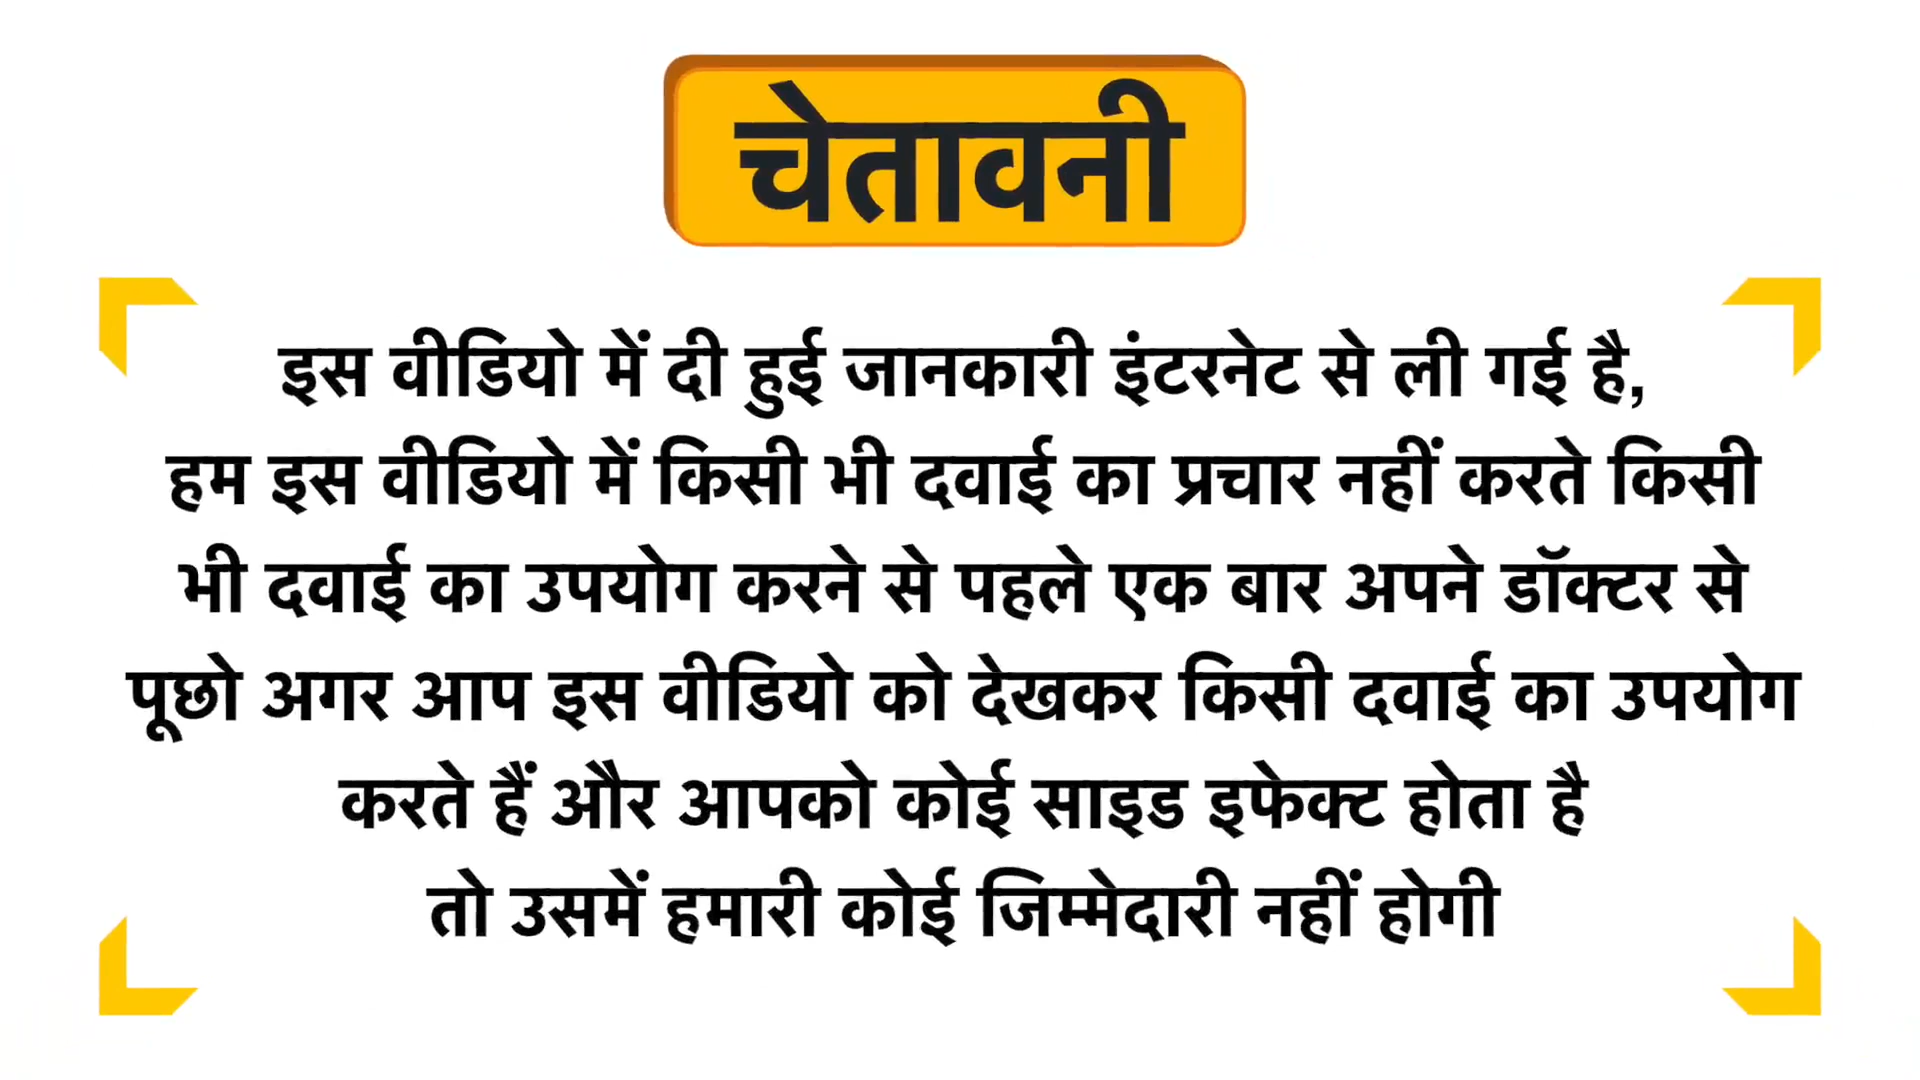 चेतावनी
इस वीडियो में दी हुई जानकारी इंटरनेट से ली गई है,
हम इस वीडियो में किसी भी दवाई का प्रचार नहीं करते किसी
भी दवाई का उपयोग करने से पहले एक बार अपने डॉक्टर से
पूछो अगर आप इस वीडियो को देखकर किसी दवाई का उपयोग
करते हैं और आपको कोई साइड इफेक्ट होता है
तो उसमें हमारी कोई जिम्मेदारी नहीं होगी